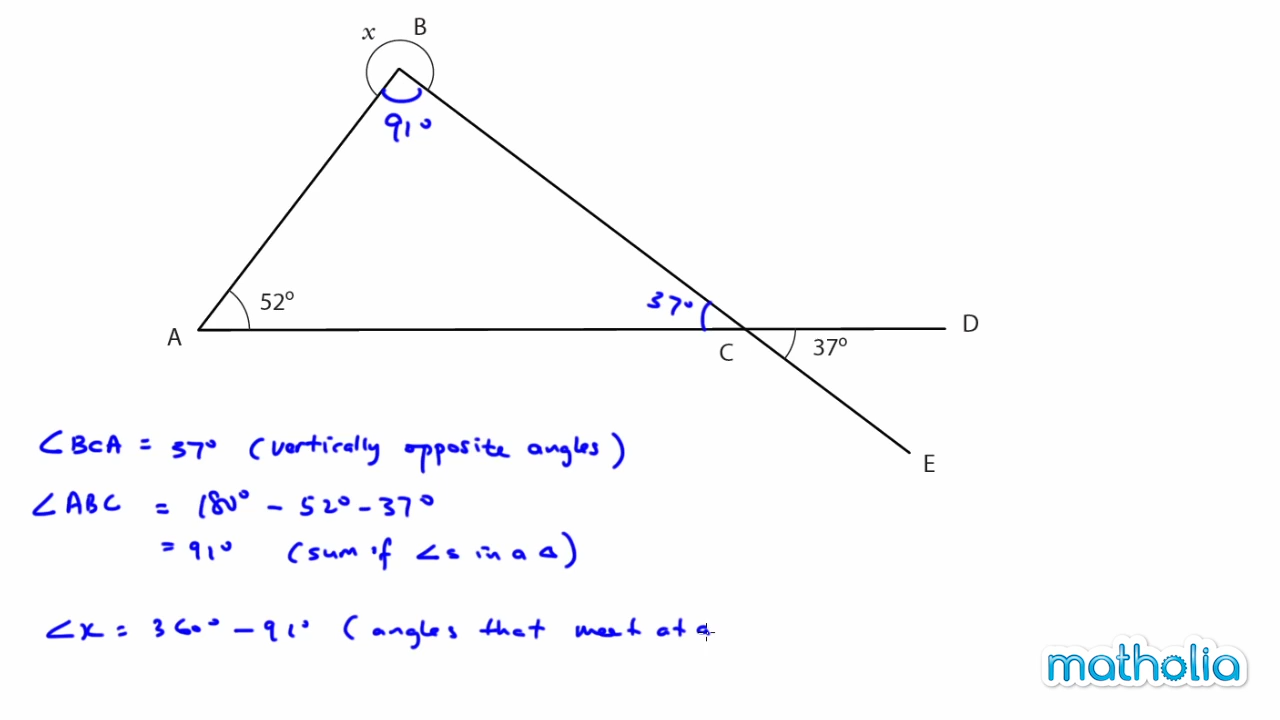 x B
91°
52°
37°
A
C
D
37°
E
∠BCA = 37° (vertically opposite angles)
∠ABC = 180° - 52° - 37°
= 91° (sum of ∠s in a △)
∠x = 360° - 91° (angles that meet at a
matholia